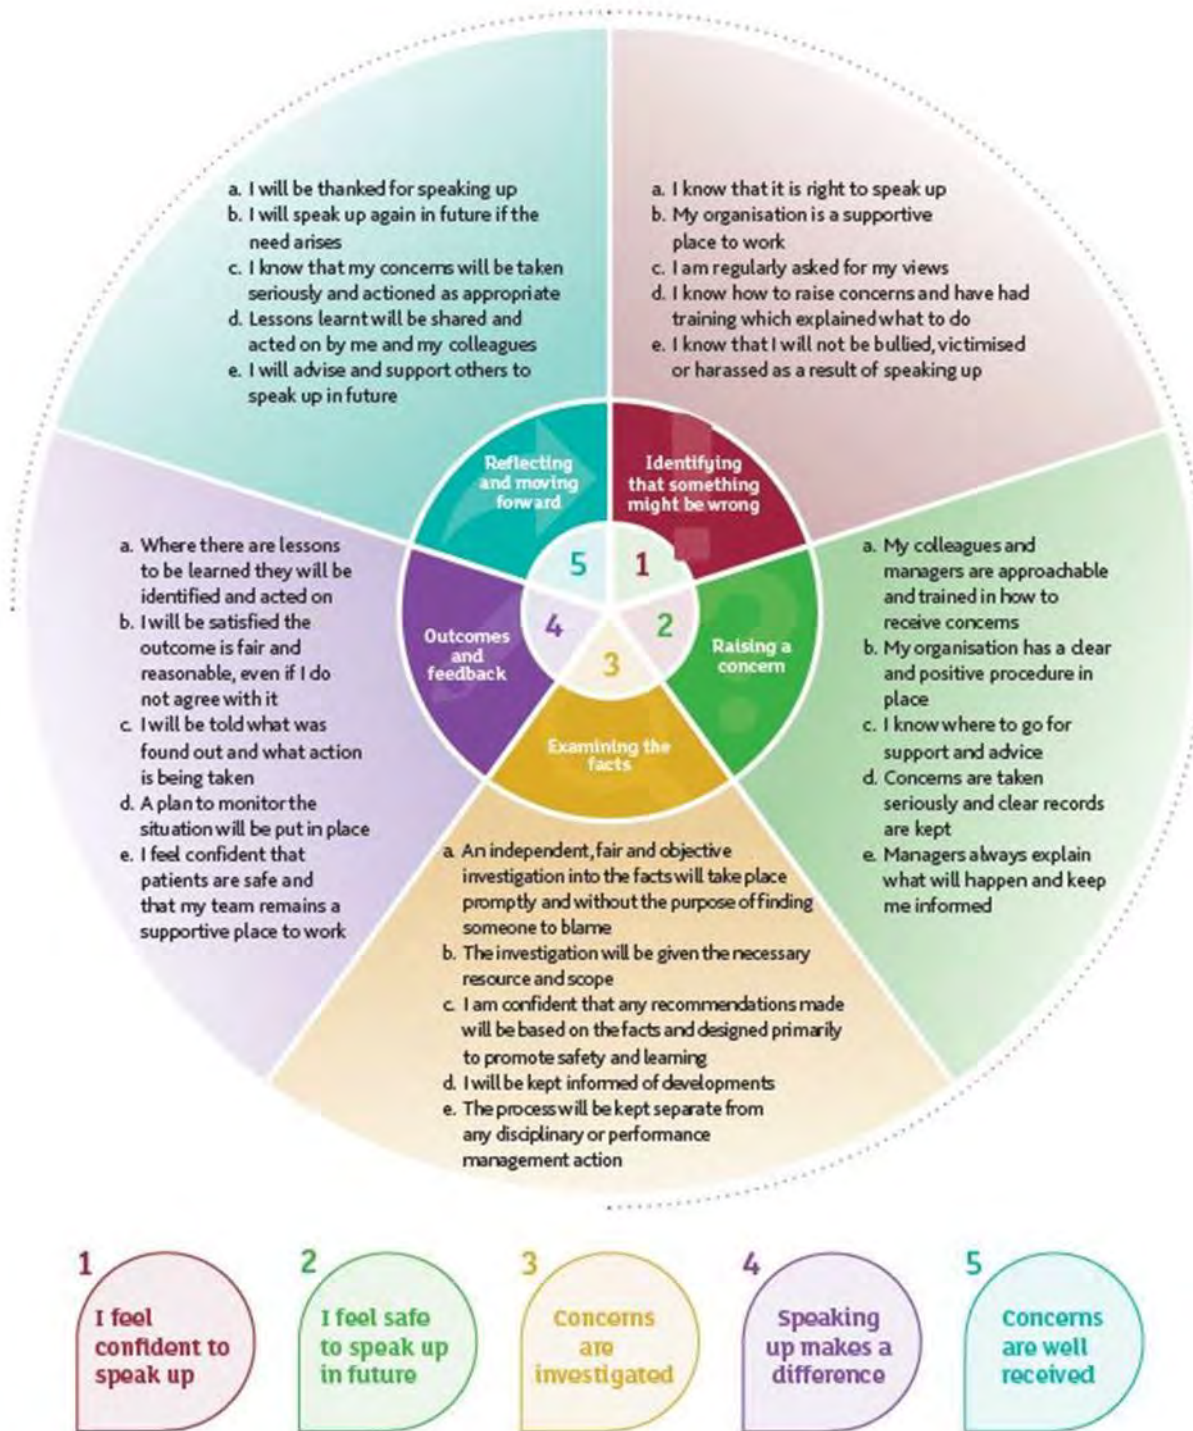 a. I will be thanked for speaking up
b. I will speak up again in future if the
need arises
c. I know that my concerns will be taken
seriously and actioned as appropriate
d. Lessons learnt will be shared and
acted on by me and my colleagues
e. I will advise and support others to
speak up in future
a. I know that it is right to speak up
b. My organisation is a supportive
place to work
c. I am regularly asked for my views
d. I know how to raise concerns and have had
training which explained what to do
e. I know that I will not be bullied, victimised
or harassed as a result of speaking up
Reflecting
and moving
forward
Identifying
that something
might be wrong
5
1
4
2
3
Outcomes
and
feedback
Raising a
concern
Examining the
facts
a. Where there are lessons
to be learned they will be
identified and acted on
b. I will be satisfied the
outcome is fair and
reasonable, even if I do
not agree with it
c. I will be told what was
found out and what action
is being taken
d. A plan to monitor the
situation will be put in place
e. I feel confident that
patients are safe and
that my team remains a
supportive place to work
a. My colleagues and
managers are approachable
and trained in how to
receive concerns
b. My organisation has a clear
and positive procedure in
place
c. I know where to go for
support and advice
d. Concerns are taken
seriously and clear records
are kept
e. Managers always explain
what will happen and keep
me informed
a. An independent, fair and objective
investigation into the facts will take place
promptly and without the purpose of finding
someone to blame
b. The investigation will be given the necessary
resource and scope
c. I am confident that any recommendations made
will be based on the facts and designed primarily
to promote safety and learning
d. I will be kept informed of developments
e. The process will be kept separate from
any disciplinary or performance
management action
1
I feel
confident to
speak up
2
I feel safe
to speak up
in future
3
Concerns
are
investigated
4
Speaking
up makes a
difference
5
Concerns
are well
received